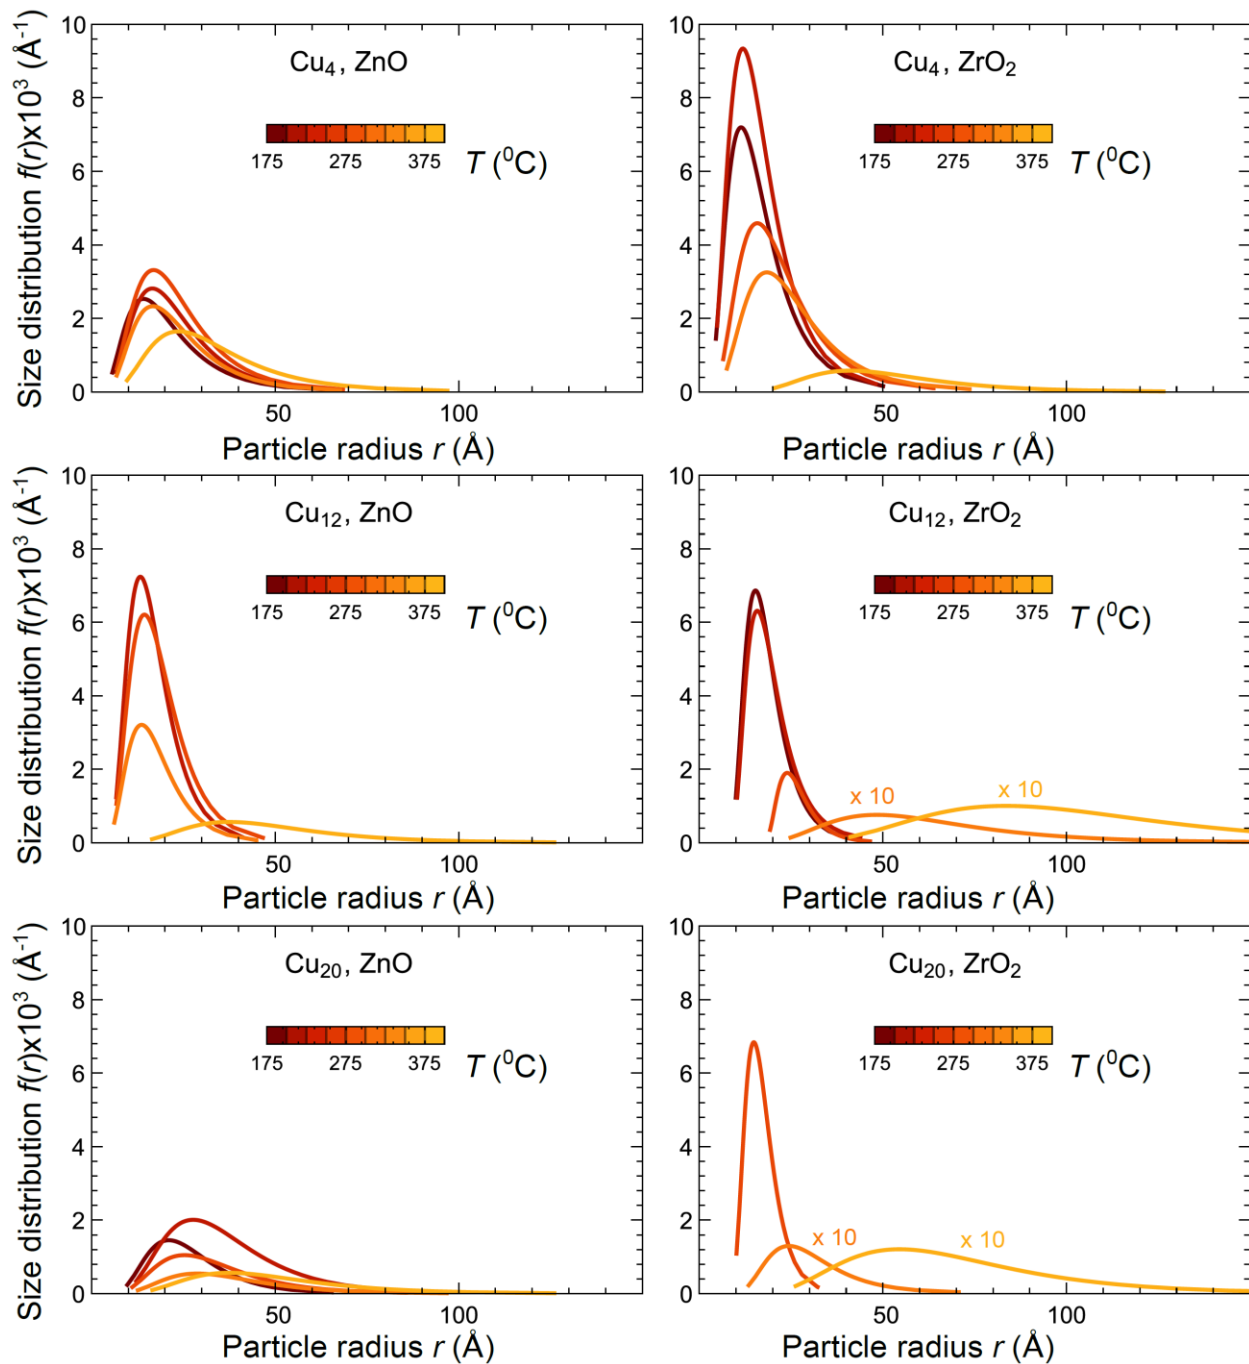 Size distribution f(r)x10³ (Å⁻¹)
10
8
6
4
2
0
Cu₄, ZnO
175 275 375
T (⁰C)
50 100
Particle radius r (Å)
10
8
6
4
2
0
Cu₄, ZrO₂
175 275 375
T (⁰C)
50 100
Particle radius r (Å)
Size distribution f(r)x10³ (Å⁻¹)
10
8
6
4
2
0
Cu₁₂, ZnO
175 275 375
T (⁰C)
50 100
Particle radius r (Å)
10
8
6
4
2
0
Cu₁₂, ZrO₂
175 275 375
T (⁰C)
x 10
x 10
50 100
Particle radius r (Å)
Size distribution f(r)x10³ (Å⁻¹)
10
8
6
4
2
0
Cu₂₀, ZnO
175 275 375
T (⁰C)
50 100
Particle radius r (Å)
10
8
6
4
2
0
Cu₂₀, ZrO₂
175 275 375
T (⁰C)
x 10
x 10
50 100
Particle radius r (Å)